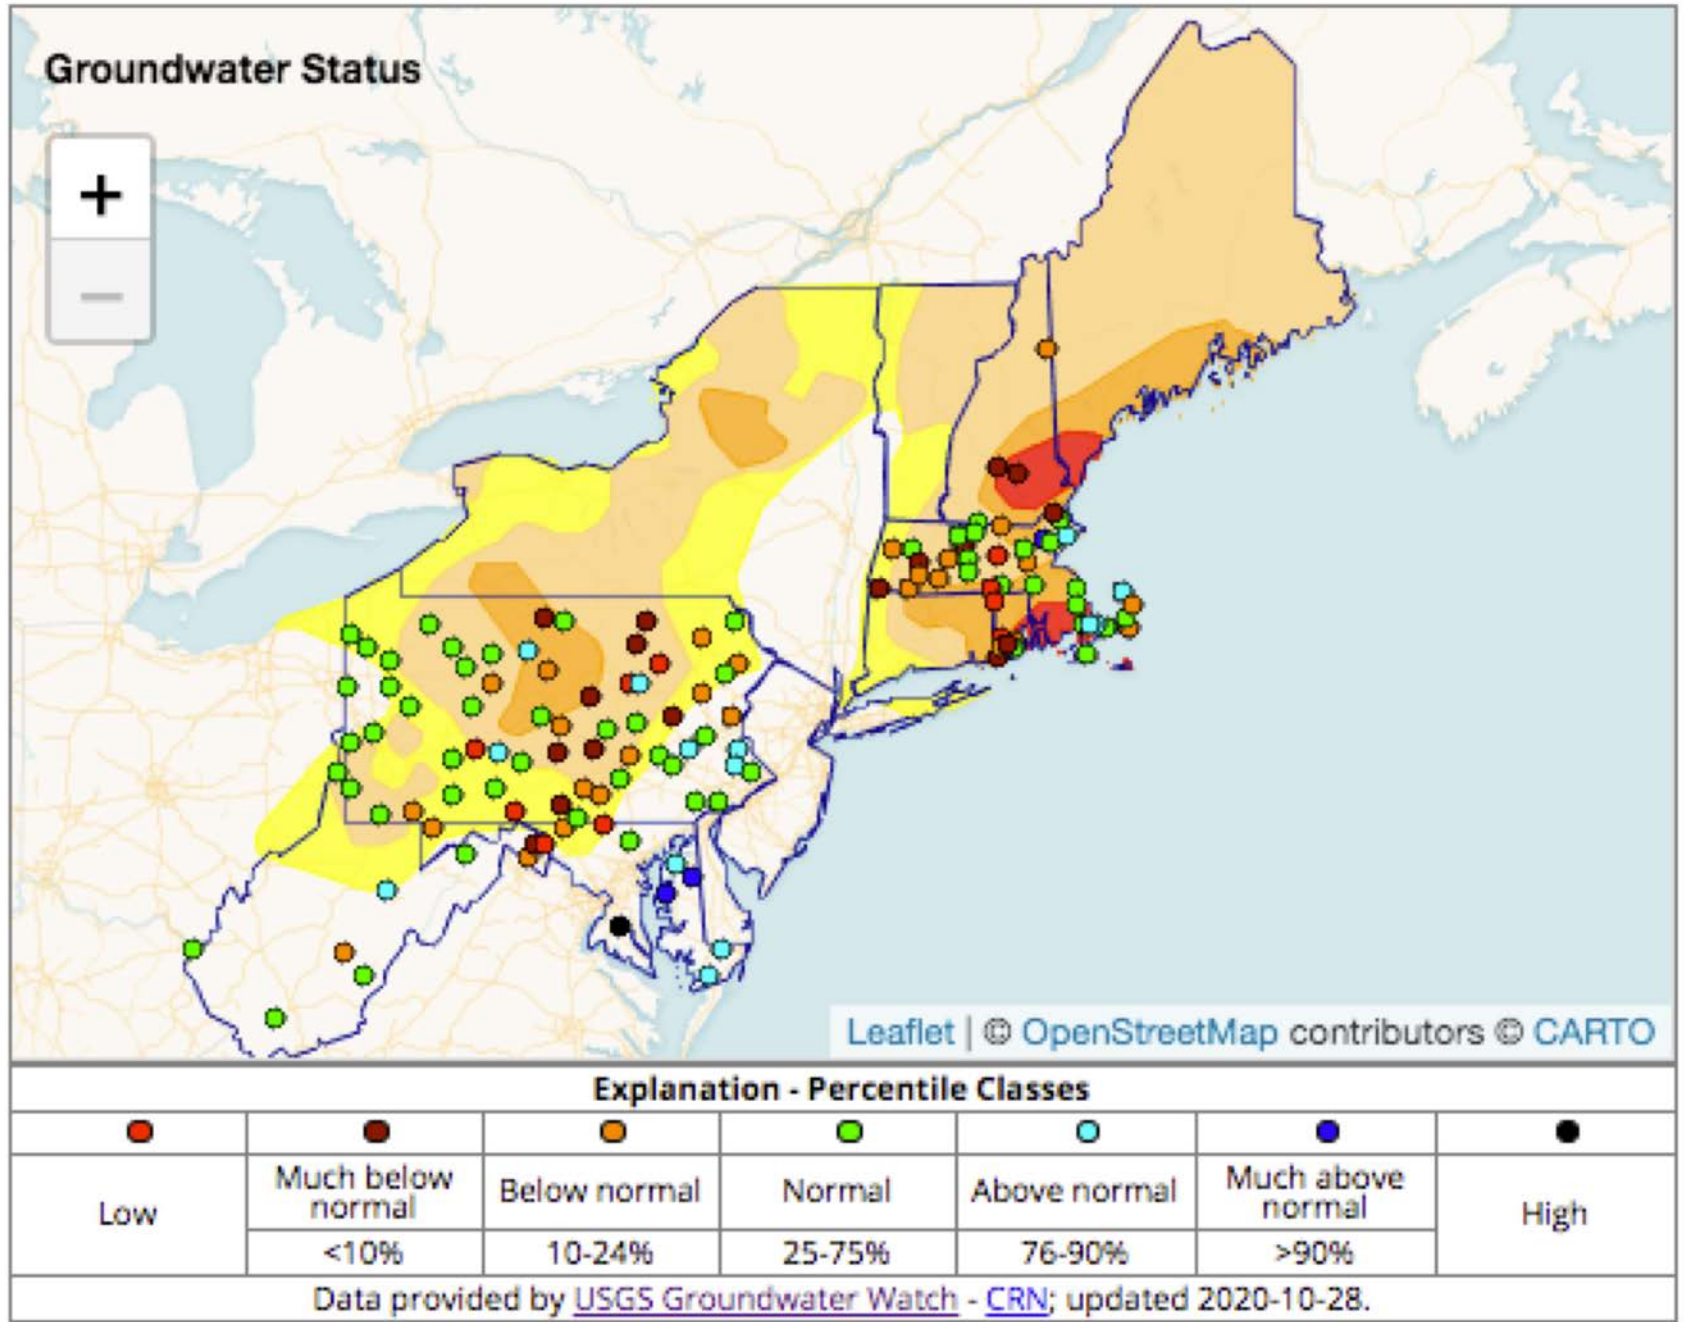 Groundwater Status
+
−
Leaflet | © OpenStreetMap contributors © CARTO
Explanation - Percentile Classes
Low
Much below normal
Below normal
Normal
Above normal
Much above normal
High
<10%
10-24%
25-75%
76-90%
>90%
Data provided by USGS Groundwater Watch - CRN; updated 2020-10-28.